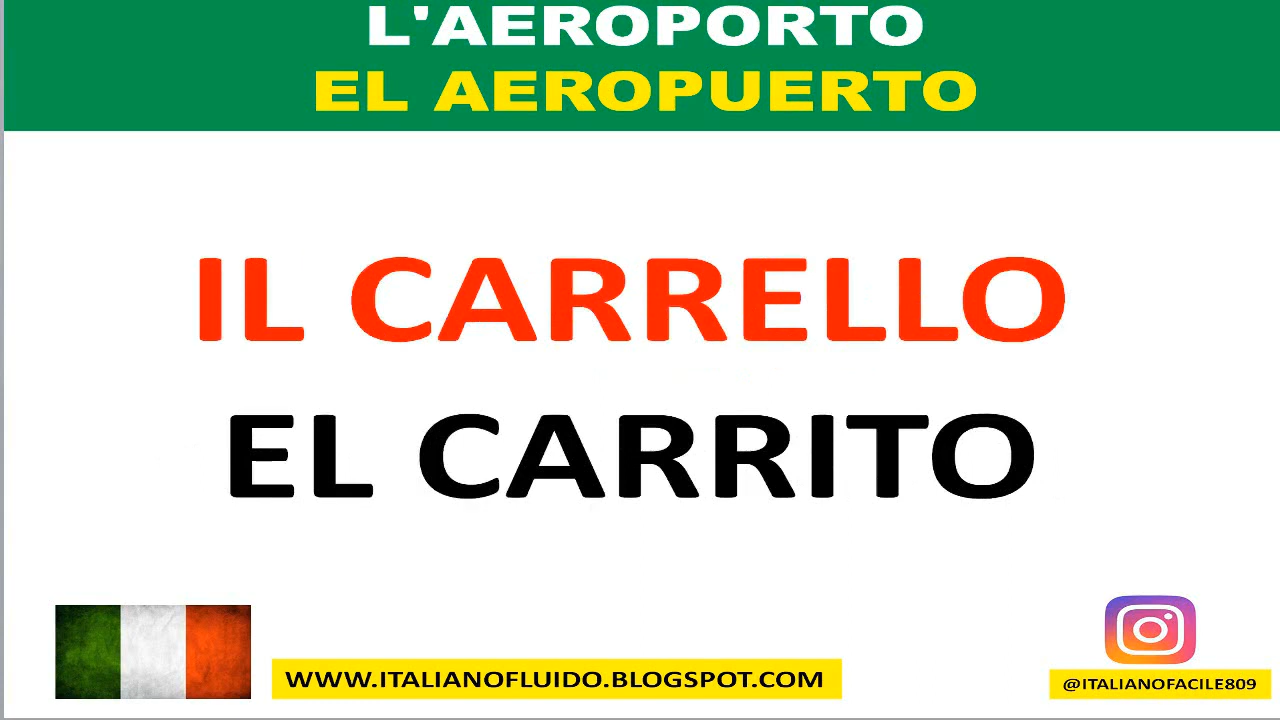 L'AEROPORTO
EL AEROPUERTO
IL CARRELLO
EL CARRITO
WWW.ITALIANOFLUIDO.BLOGSPOT.COM
@ITALIANOFACILE809